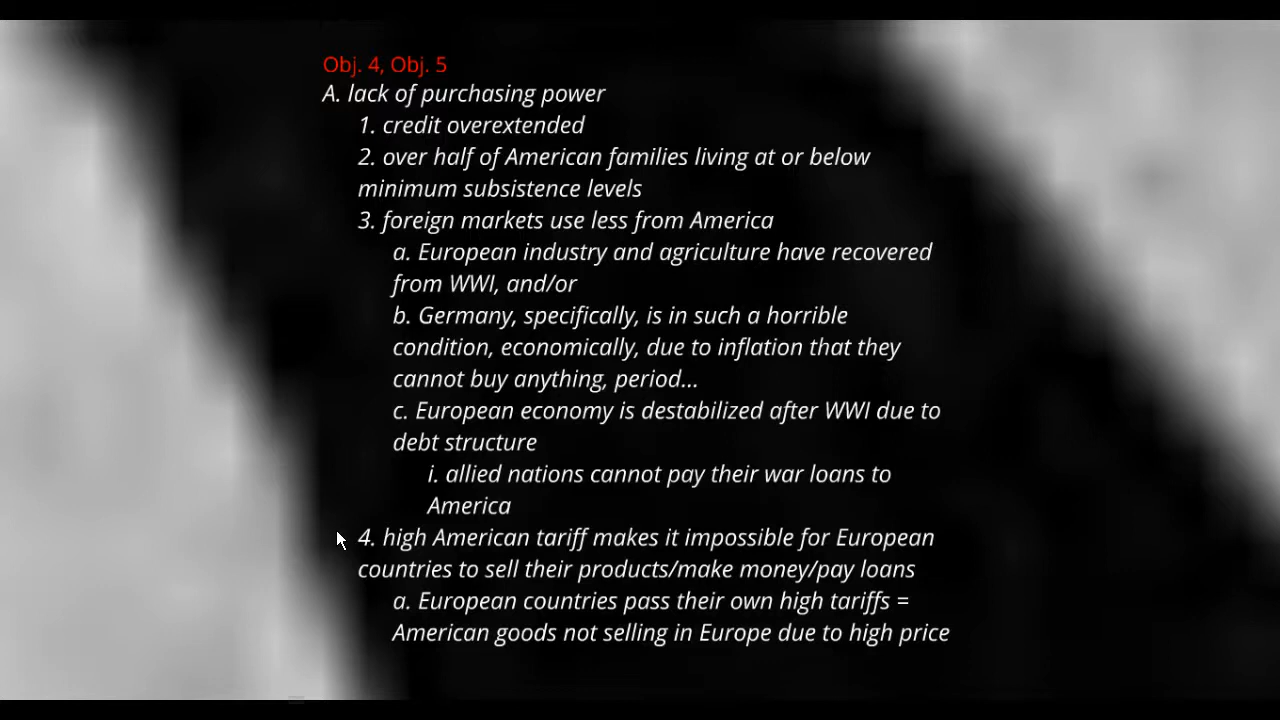 Obj. 4, Obj. 5
A. lack of purchasing power
1. credit overextended
2. over half of American families living at or below
minimum subsistence levels
3. foreign markets use less from America
a. European industry and agriculture have recovered
from WWI, and/or
b. Germany, specifically, is in such a horrible
condition, economically, due to inflation that they
cannot buy anything, period...
c. European economy is destabilized after WWI due to
debt structure
i. allied nations cannot pay their war loans to
America
4. high American tariff makes it impossible for European
countries to sell their products/make money/pay loans
a. European countries pass their own high tariffs =
American goods not selling in Europe due to high price